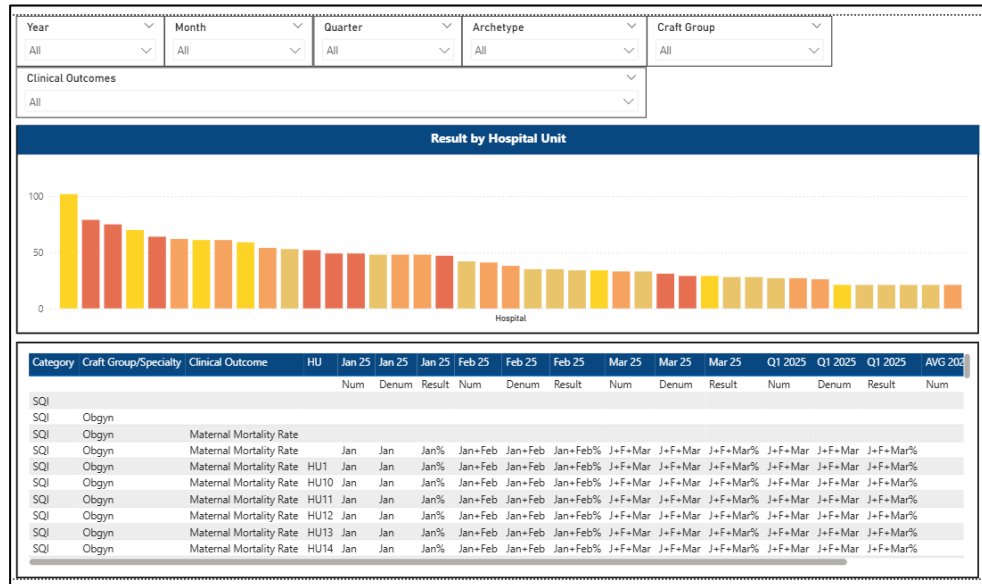 Year Month Quarter Archetype Craft Group
All All All All All
Clinical Outcomes
All
Result by Hospital Unit
100
50
0
Hospital
Category Craft Group/Specialty Clinical Outcome HU Jan 25 Jan 25 Jan 25 Feb 25 Feb 25 Feb 25 Mar 25 Mar 25 Mar 25 Q1 2025 Q1 2025 Q1 2025 AVG 202
Num Denum Result Num Denum Result Num Denum Result Num Denum Result Num
SQI
SQI Obgyn
SQI Obgyn Maternal Mortality Rate
SQI Obgyn Maternal Mortality Rate Jan Jan Jan% Jan+Feb Jan+Feb Jan+Feb% J+F+Mar J+F+Mar J+F+Mar% J+F+Mar J+F+Mar J+F+Mar%
SQI Obgyn Maternal Mortality Rate HU1 Jan Jan Jan% Jan+Feb Jan+Feb Jan+Feb% J+F+Mar J+F+Mar J+F+Mar% J+F+Mar J+F+Mar J+F+Mar%
SQI Obgyn Maternal Mortality Rate HU10 Jan Jan Jan% Jan+Feb Jan+Feb Jan+Feb% J+F+Mar J+F+Mar J+F+Mar% J+F+Mar J+F+Mar J+F+Mar%
SQI Obgyn Maternal Mortality Rate HU11 Jan Jan Jan% Jan+Feb Jan+Feb Jan+Feb% J+F+Mar J+F+Mar J+F+Mar% J+F+Mar J+F+Mar J+F+Mar%
SQI Obgyn Maternal Mortality Rate HU12 Jan Jan Jan% Jan+Feb Jan+Feb Jan+Feb% J+F+Mar J+F+Mar J+F+Mar% J+F+Mar J+F+Mar J+F+Mar%
SQI Obgyn Maternal Mortality Rate HU13 Jan Jan Jan% Jan+Feb Jan+Feb Jan+Feb% J+F+Mar J+F+Mar J+F+Mar% J+F+Mar J+F+Mar J+F+Mar%
SQI Obgyn Maternal Mortality Rate HU14 Jan Jan Jan% Jan+Feb Jan+Feb Jan+Feb% J+F+Mar J+F+Mar J+F+Mar% J+F+Mar J+F+Mar J+F+Mar%